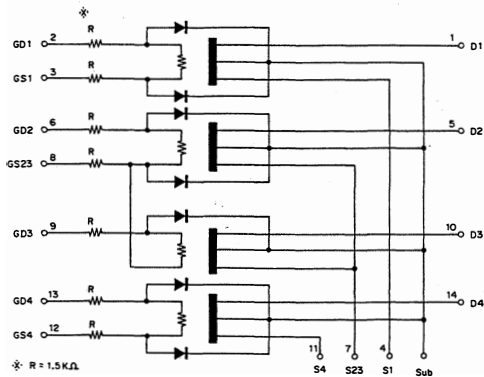 ※
R
GD1 2
1 D1
R
GS1 3
R
GD2 6
5 D2
R
GS23 8
R
GD3 9
10 D3
R
GD4 13
14 D4
R
GS4 12
11 7 4
S4 S23 S1 Sub
※ R = 1.5KΩ